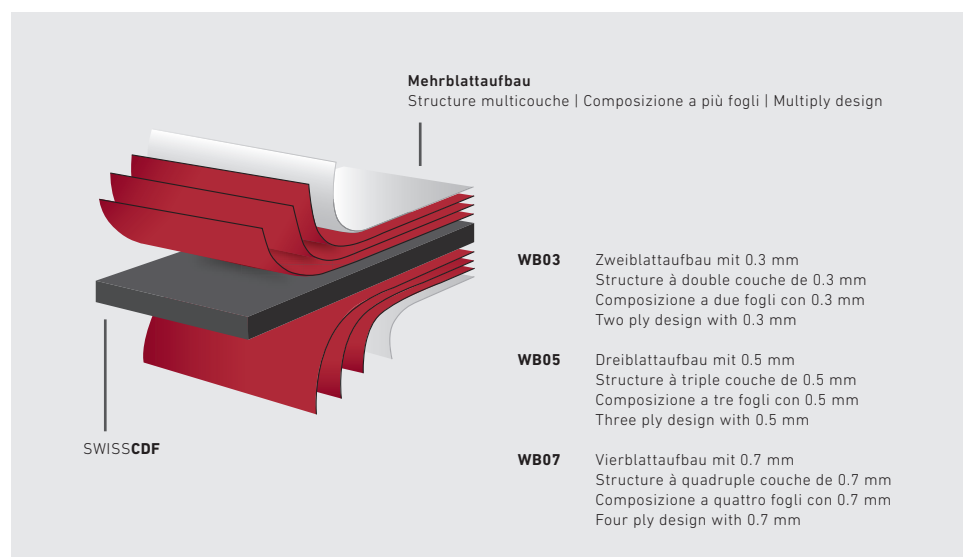 Mehrblattaufbau
Structure multicouche | Composizione a più fogli | Multiply design
WB03 Zweiblattaufbau mit 0.3 mm
Structure à double couche de 0.3 mm
Composizione a due fogli con 0.3 mm
Two ply design with 0.3 mm
WB05 Dreiblattaufbau mit 0.5 mm
Structure à triple couche de 0.5 mm
Composizione a tre fogli con 0.5 mm
Three ply design with 0.5 mm
SWISSCDF
WB07 Vierblattaufbau mit 0.7 mm
Structure à quadruple couche de 0.7 mm
Composizione a quattro fogli con 0.7 mm
Four ply design with 0.7 mm